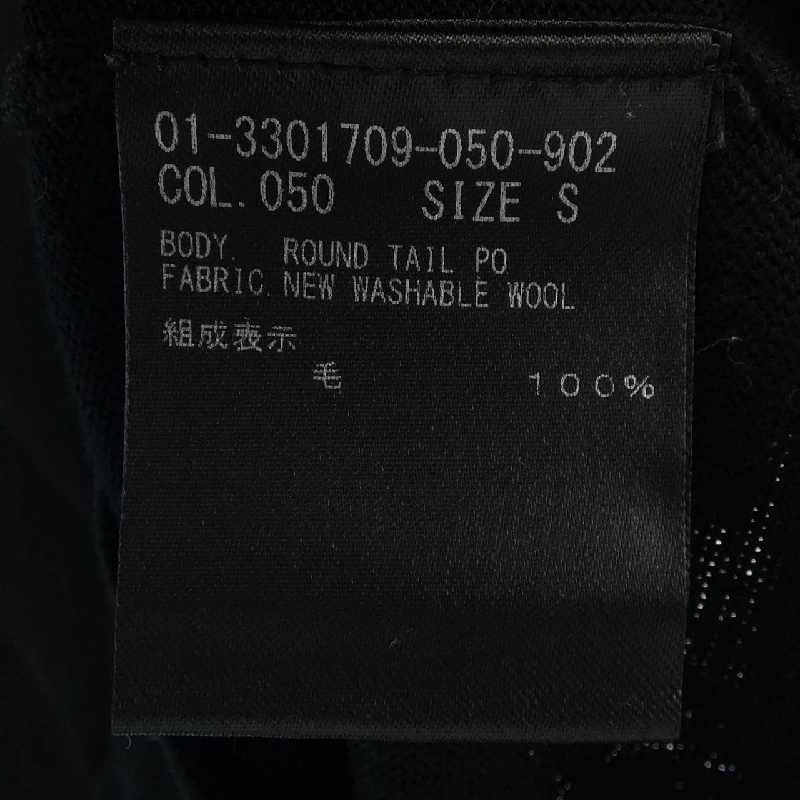 01-3301709-050-902
COL. 050 SIZE S
BODY. ROUND TAIL PO
FABRIC. NEW WASHABLE WOOL
組成表示
毛 100%